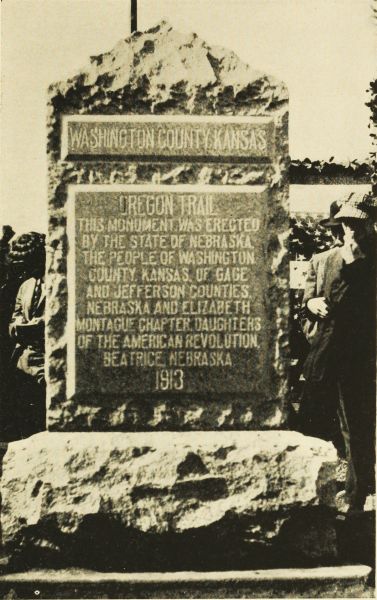 WASHINGTON COUNTY, KANSAS
OREGON TRAIL
THIS MONUMENT WAS ERECTED
BY THE STATE OF NEBRASKA,
THE PEOPLE OF WASHINGTON
COUNTY, KANSAS, OF GAGE
AND JEFFERSON COUNTIES,
NEBRASKA AND ELIZABETH
MONTAGUE CHAPTER, DAUGHTERS
OF THE AMERICAN REVOLUTION,
BEATRICE, NEBRASKA
1913